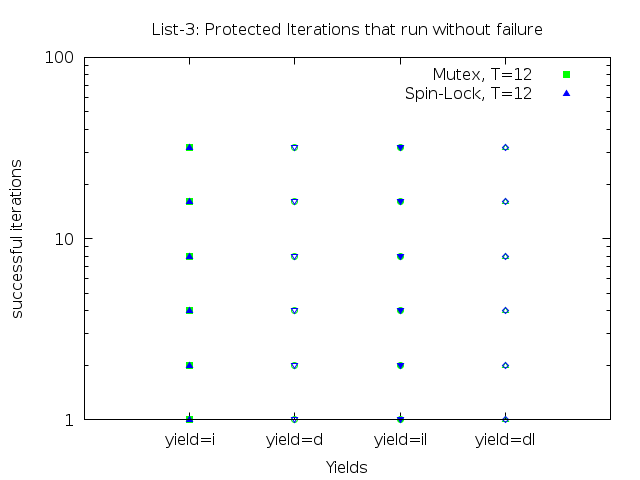 List-3: Protected Iterations that run without failure
100
Mutex, T=12
Spin-Lock, T=12
successful iterations
10
1
yield=i yield=d yield=il yield=dl
Yields